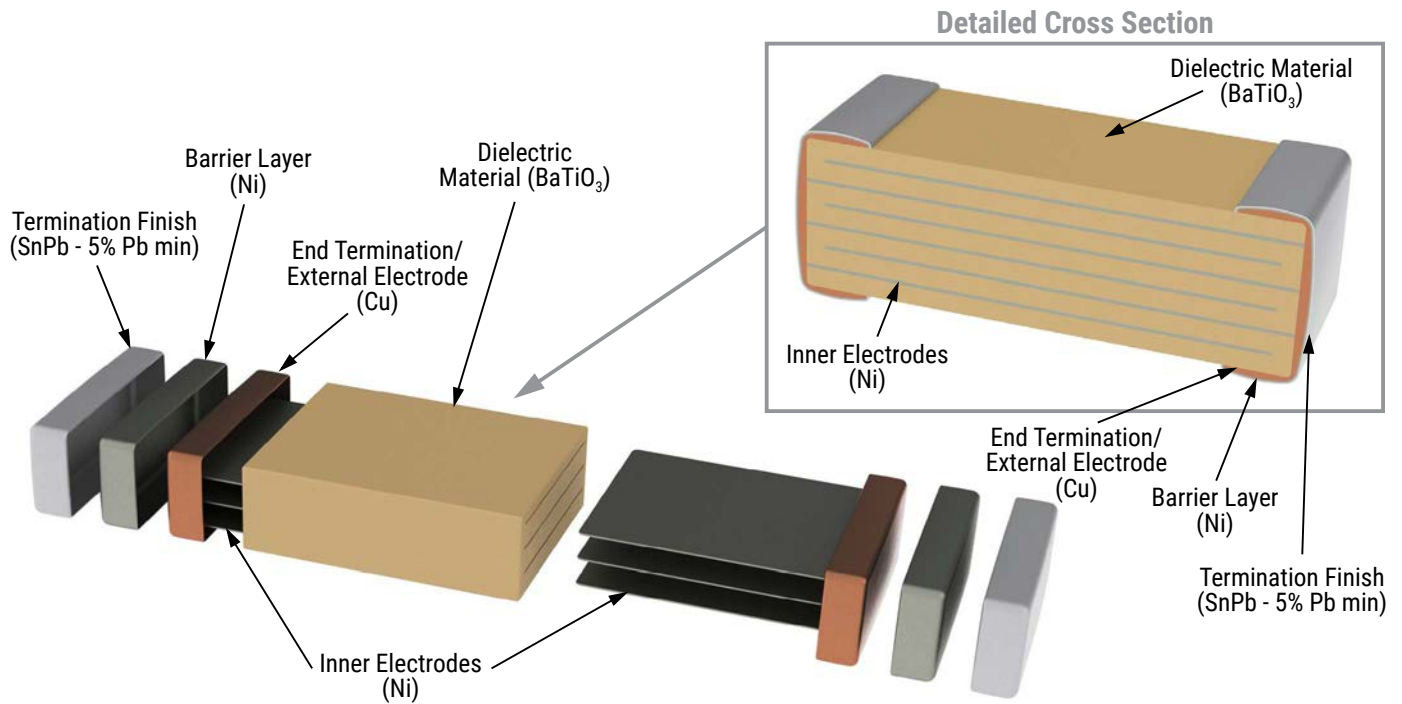 Detailed Cross Section
Dielectric Material
(BaTiO₃)
Inner Electrodes
(Ni)
End Termination/
External Electrode
(Cu)
Barrier Layer
(Ni)
Termination Finish
(SnPb - 5% Pb min)
Termination Finish
(SnPb - 5% Pb min)
Barrier Layer
(Ni)
End Termination/
External Electrode
(Cu)
Dielectric
Material (BaTiO₃)
Inner Electrodes
(Ni)